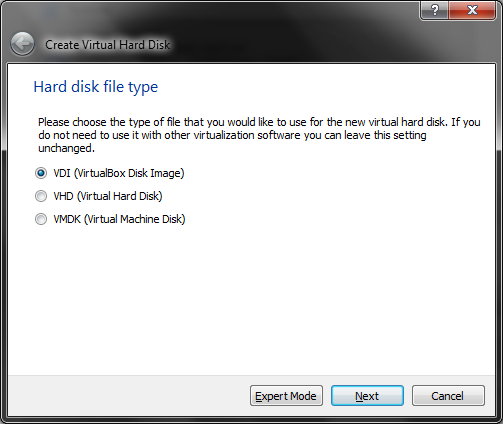 ?
Create Virtual Hard Disk
Hard disk file type
Please choose the type of file that you would like to use for the new virtual hard disk. If you
do not need to use it with other virtualization software you can leave this setting
unchanged.
VDI (VirtualBox Disk Image)
VHD (Virtual Hard Disk)
VMDK (Virtual Machine Disk)
Expert Mode Next Cancel